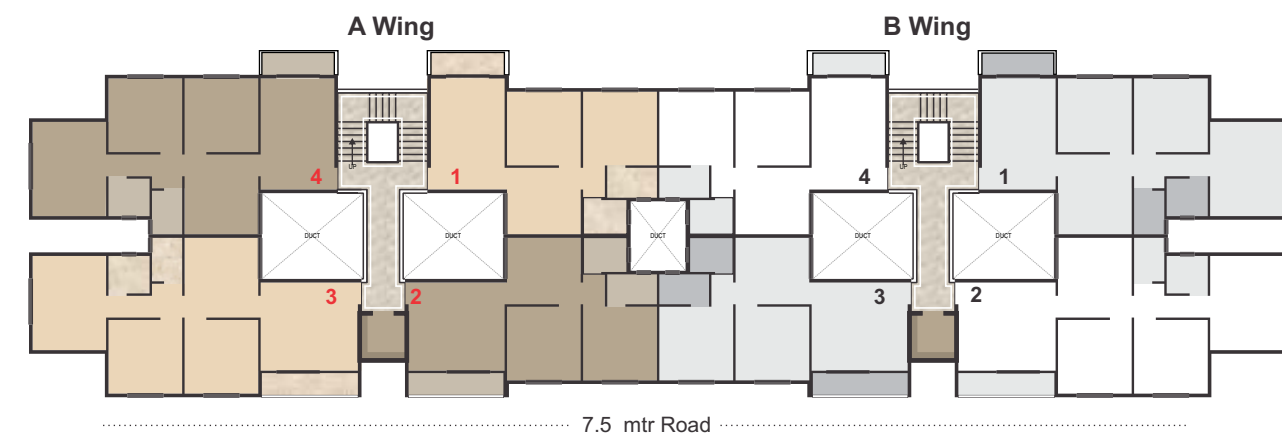 A Wing B Wing
UP UP
4 1 4 1
DUCT DUCT DUCT DUCT DUCT
3 2 3 2
7.5 mtr Road